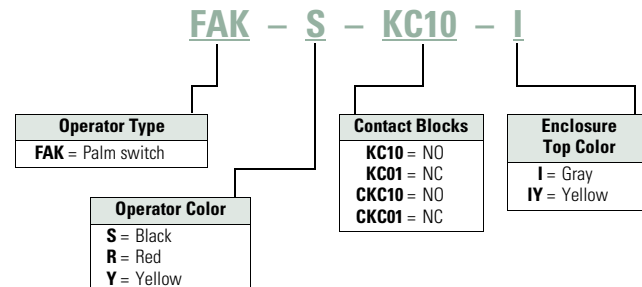 FAK – S – KC10 – I
Operator Type
FAK = Palm switch
Operator Color
S = Black
R = Red
Y = Yellow
Contact Blocks
KC10 = NO
KC01 = NC
CKC10 = NO
CKC01 = NC
Enclosure
Top Color
I = Gray
IY = Yellow